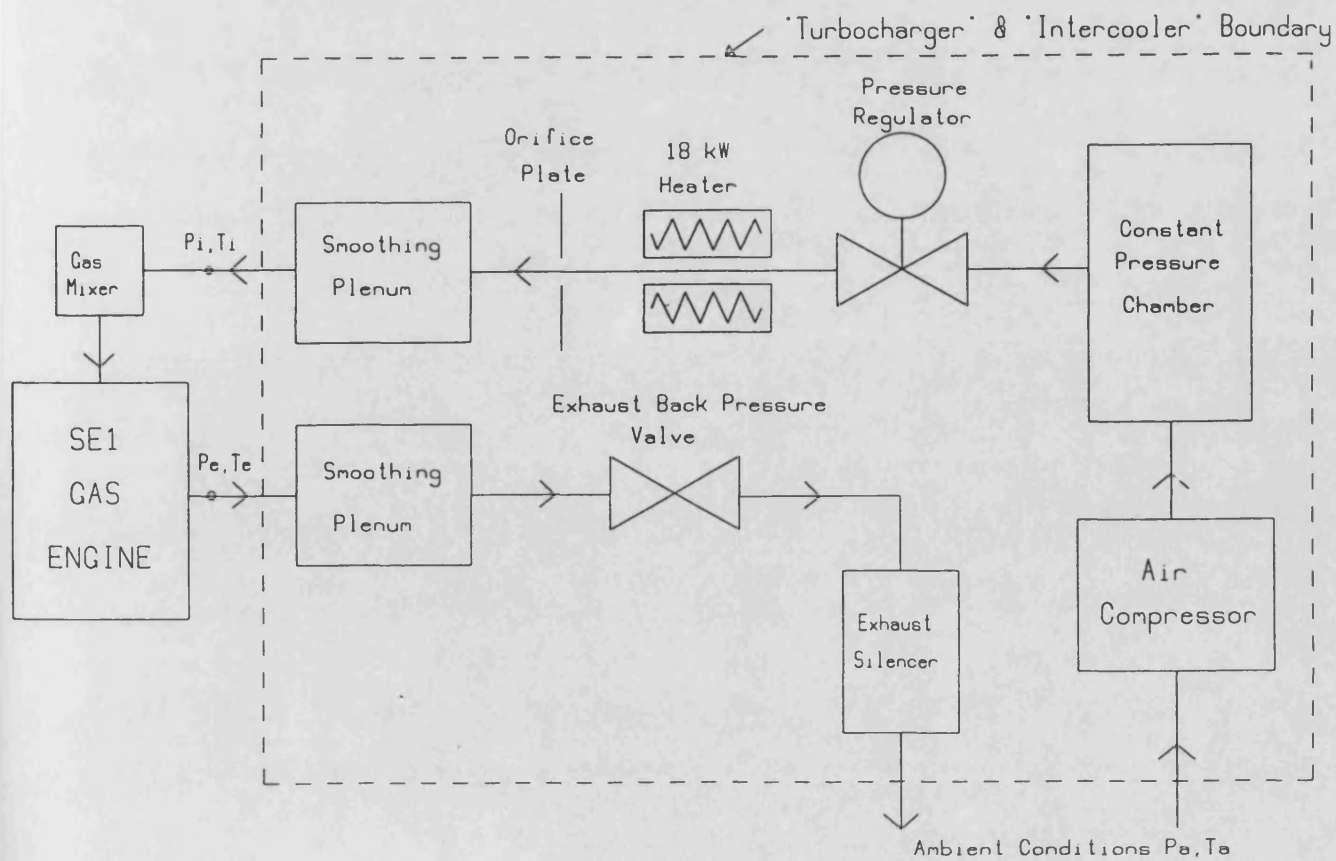 'Turbocharger' & 'Intercooler' Boundary
Pressure
Regulator
Orifice
Plate
18 kW
Heater
Smoothing
Plenum
Pi,Ti
Gas
Mixer
Constant
Pressure
Chamber
Exhaust Back Pressure
Valve
SE1
GAS
ENGINE
Pe,Te
Smoothing
Plenum
Air
Compressor
Exhaust
Silencer
Ambient Conditions Pa,Ta